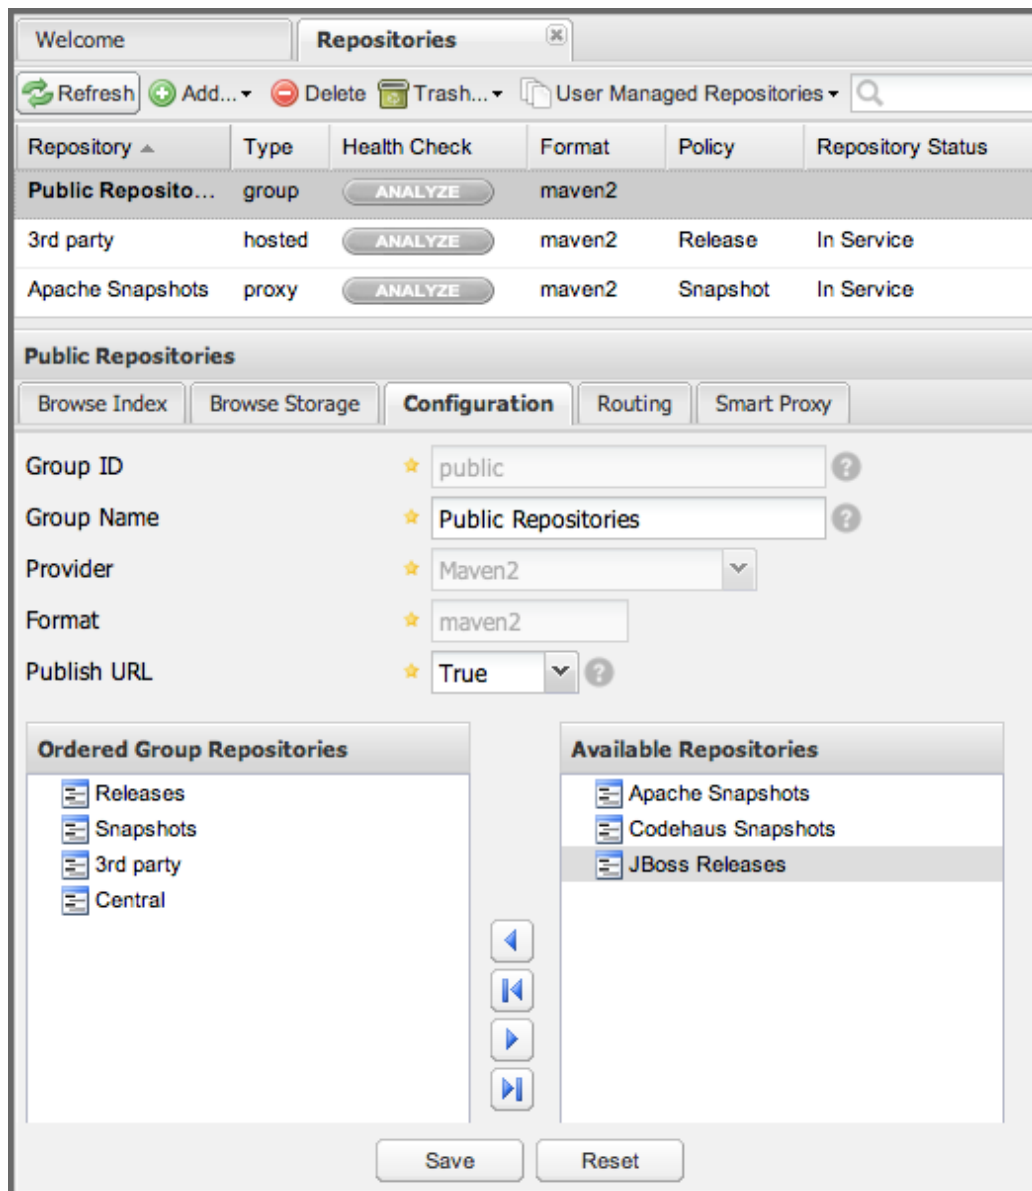 Welcome Repositories
Refresh Add... Delete Trash... User Managed Repositories
Repository Type Health Check Format Policy Repository Status
Public Reposito... group ANALYZE maven2
3rd party hosted ANALYZE maven2 Release In Service
Apache Snapshots proxy ANALYZE maven2 Snapshot In Service
Public Repositories
Browse Index Browse Storage Configuration Routing Smart Proxy
Group ID public ?
Group Name Public Repositories ?
Provider Maven2
Format maven2
Publish URL True ?
Ordered Group Repositories Available Repositories
Releases Apache Snapshots
Snapshots Codehaus Snapshots
3rd party JBoss Releases
Central
Save Reset